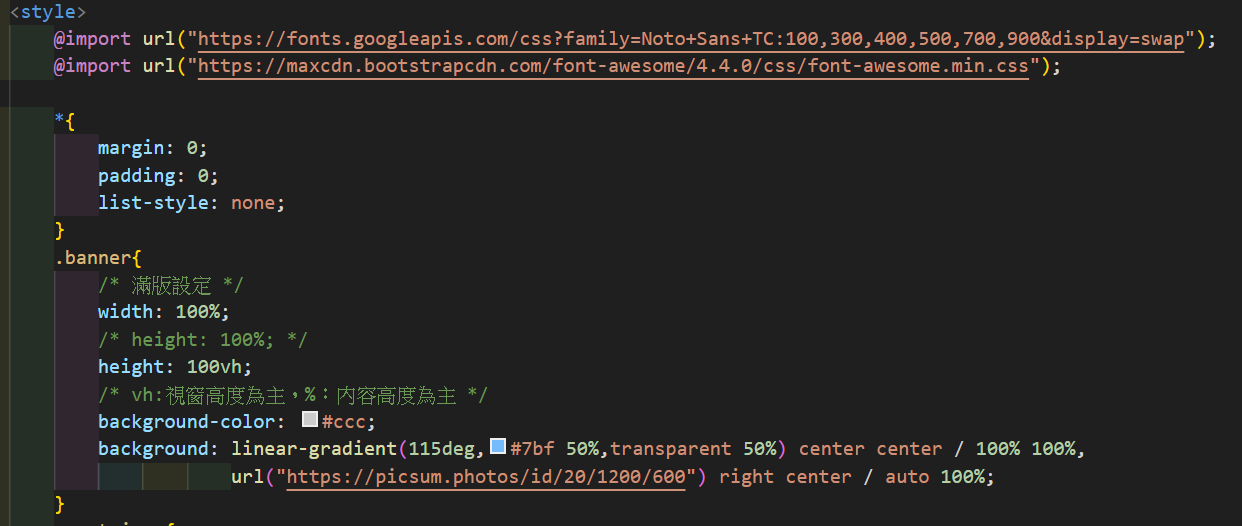 <style>
@import url("https://fonts.googleapis.com/css?family=Noto+Sans+TC:100,300,400,500,700,900&display=swap");
@import url("https://maxcdn.bootstrapcdn.com/font-awesome/4.4.0/css/font-awesome.min.css");
*{
margin: 0;
padding: 0;
list-style: none;
}
.banner{
/* 滿版設定 */
width: 100%;
/* height: 100%; */
height: 100vh;
/* vh:視窗高度為主，%：內容高度為主 */
background-color: #ccc;
background: linear-gradient(115deg,#7bf 50%,transparent 50%) center center / 100% 100%,
url("https://picsum.photos/id/20/1200/600") right center / auto 100%;
}